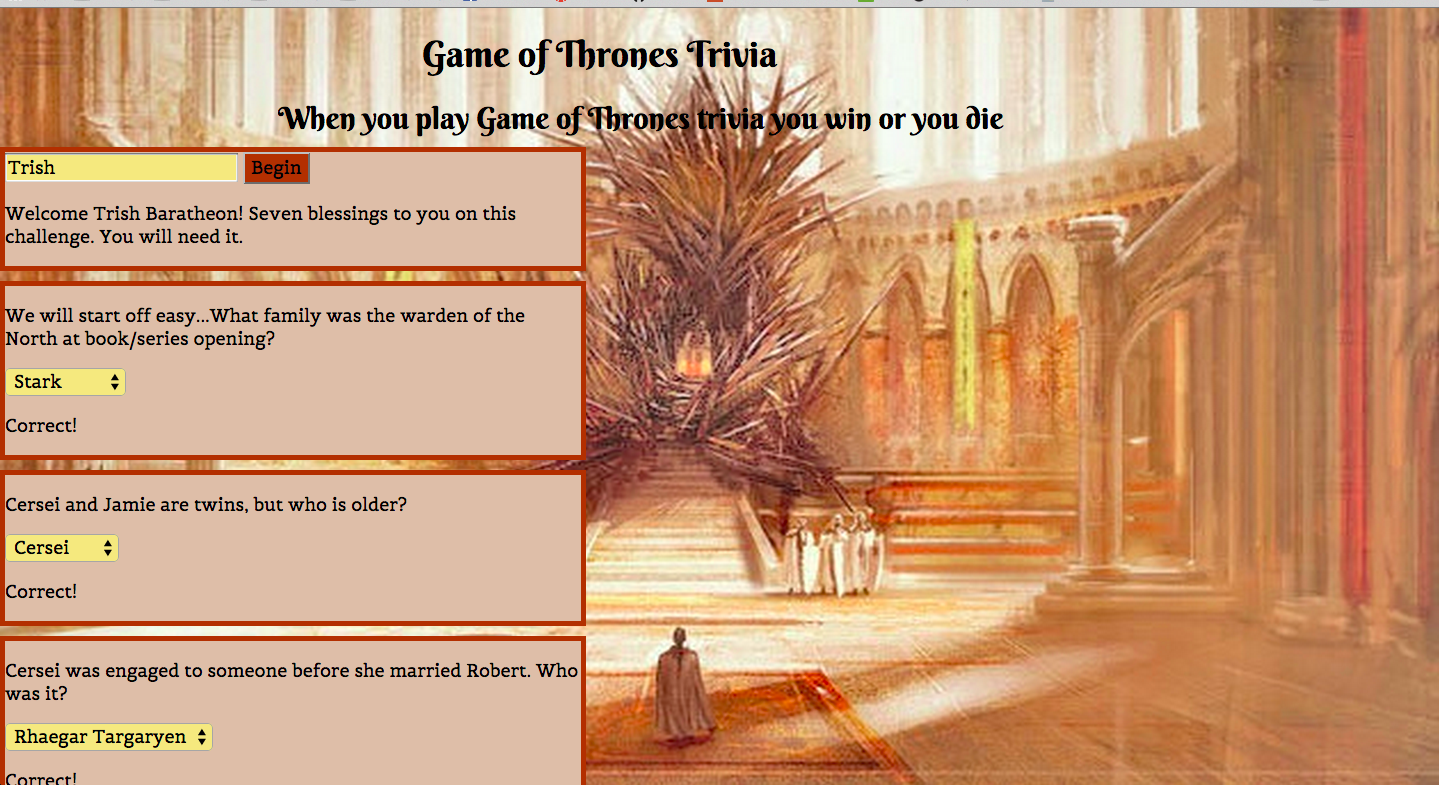 Game of Thrones Trivia
When you play Game of Thrones trivia you win or you die
Trish Begin
Welcome Trish Baratheon! Seven blessings to you on this
challenge. You will need it.
We will start off easy...What family was the warden of the
North at book/series opening?
Stark
Correct!
Cersei and Jamie are twins, but who is older?
Cersei
Correct!
Cersei was engaged to someone before she married Robert. Who
was it?
Rhaegar Targaryen
Correct!